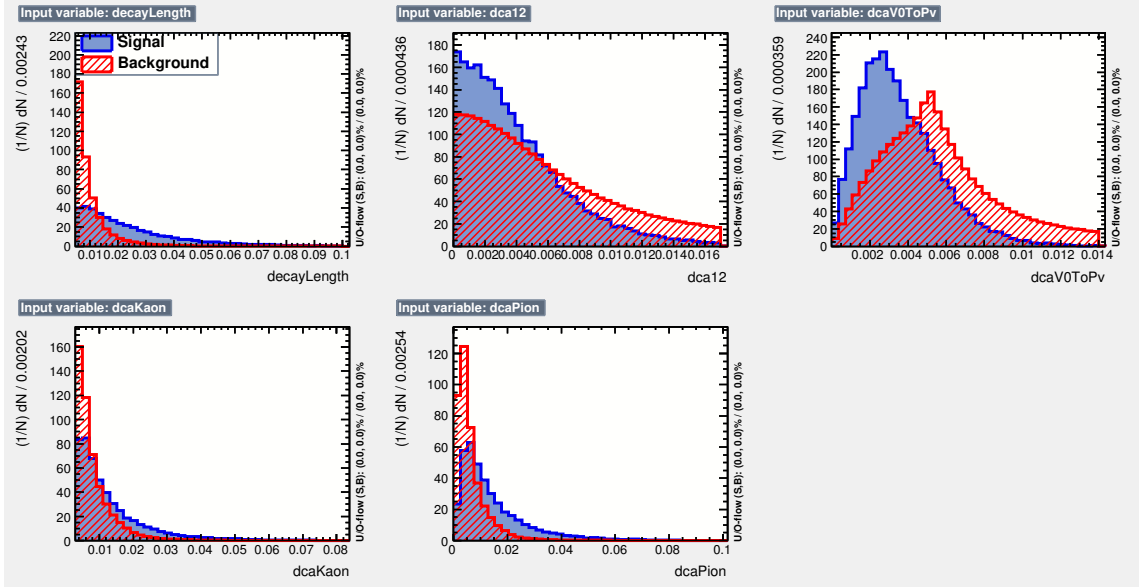 Input variable: decayLength
(1/N) dN / 0.00243
220
200
180
160
140
120
100
80
60
40
20
0
Signal
Background
0.01 0.02 0.03 0.04 0.05 0.06 0.07 0.08 0.09 0.1
decayLength
U/O-flow (S,B): (0.0, 0.0)% / (0.0, 0.0)%
Input variable: dca12
(1/N) dN / 0.000436
180
160
140
120
100
80
60
40
20
0
0 0.002 0.004 0.006 0.008 0.010 0.012 0.014 0.016
dca12
U/O-flow (S,B): (0.0, 0.0)% / (0.0, 0.0)%
Input variable: dcaV0ToPv
(1/N) dN / 0.000359
240
220
200
180
160
140
120
100
80
60
40
20
0
0.002 0.004 0.006 0.008 0.01 0.012 0.014
dcaV0ToPv
U/O-flow (S,B): (0.0, 0.0)% / (0.0, 0.0)%
Input variable: dcaKaon
(1/N) dN / 0.00202
160
140
120
100
80
60
40
20
0
0.01 0.02 0.03 0.04 0.05 0.06 0.07 0.08
dcaKaon
U/O-flow (S,B): (0.0, 0.0)% / (0.0, 0.0)%
Input variable: dcaPion
(1/N) dN / 0.00254
120
100
80
60
40
20
0
0 0.02 0.04 0.06 0.08 0.1
dcaPion
U/O-flow (S,B): (0.0, 0.0)% / (0.0, 0.0)%